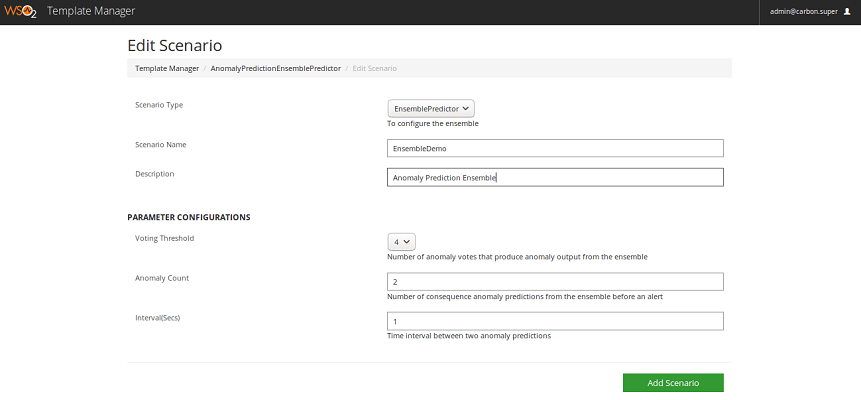 WSO2 Template Manager admin@carbon.super
Edit Scenario
Template Manager / AnomalyPredictionEnsemblePredictor / Edit Scenario
Scenario Type EnsemblePredictor
To configure the ensemble
Scenario Name EnsembleDemo
Description Anomaly Prediction Ensemble
PARAMETER CONFIGURATIONS
Voting Threshold 4
Number of anomaly votes that produce anomaly output from the ensemble
Anomaly Count 2
Number of consequence anomaly predictions from the ensemble before an alert
Interval(Secs) 1
Time interval between two anomaly predictions
Add Scenario